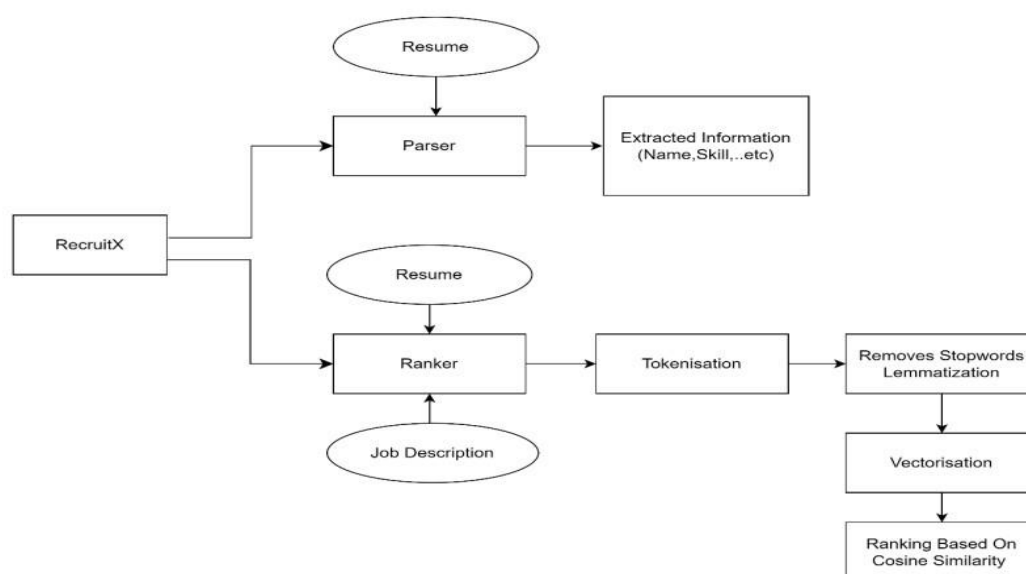 Resume
Parser
Extracted Information
(Name,Skill,..etc)
RecruitX
Resume
Ranker
Tokenisation
Removes Stopwords
Lemmatization
Job Description
Vectorisation
Ranking Based On
Cosine Similarity